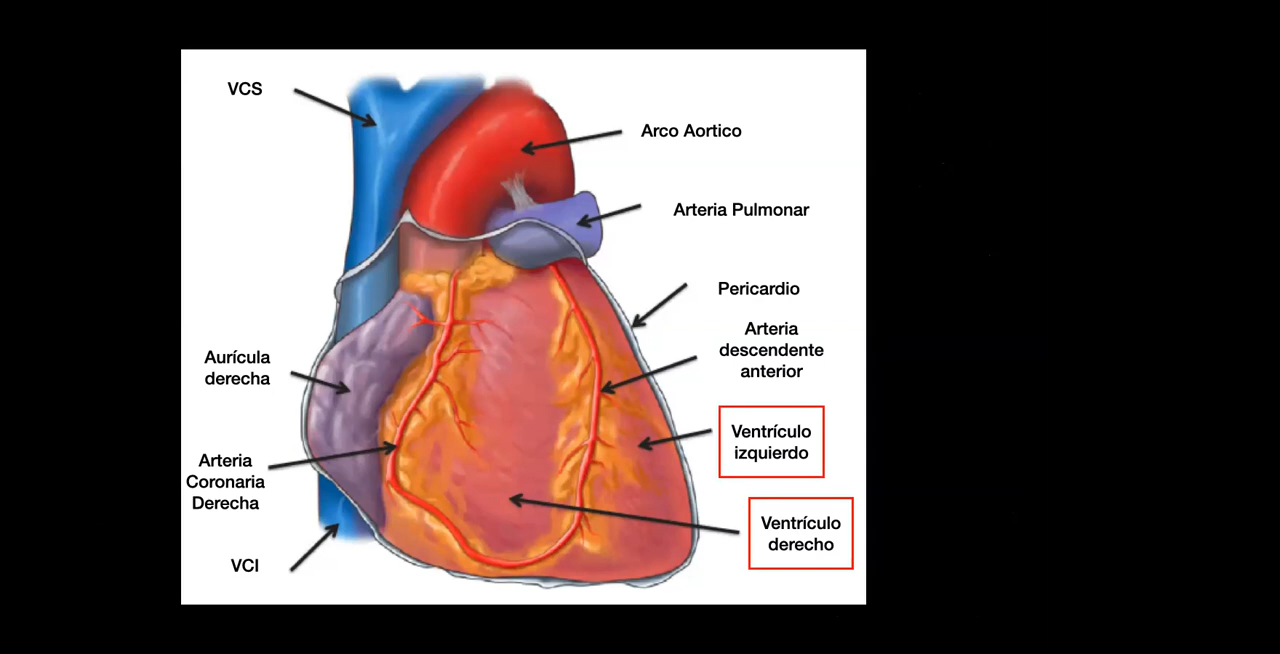 VCS
Arco Aortico
Arteria Pulmonar
Pericardio
Arteria
descendente
anterior
Aurícula
derecha
Ventrículo
izquierdo
Arteria
Coronaria
Derecha
Ventrículo
derecho
VCI